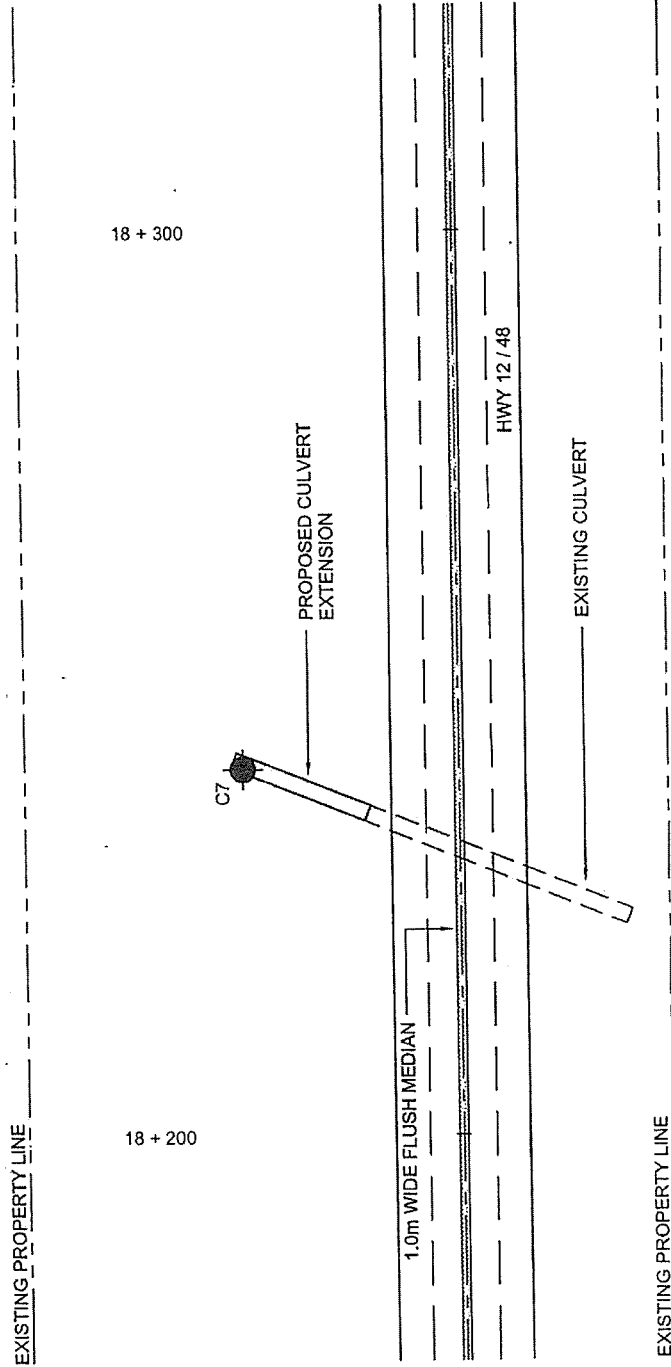 EXISTING PROPERTY LINE
18 + 200
18 + 300
C7
PROPOSED CULVERT
EXTENSION
1.0m WIDE FLUSH MEDIAN
HWY 12 / 48
EXISTING CULVERT
EXISTING PROPERTY LINE